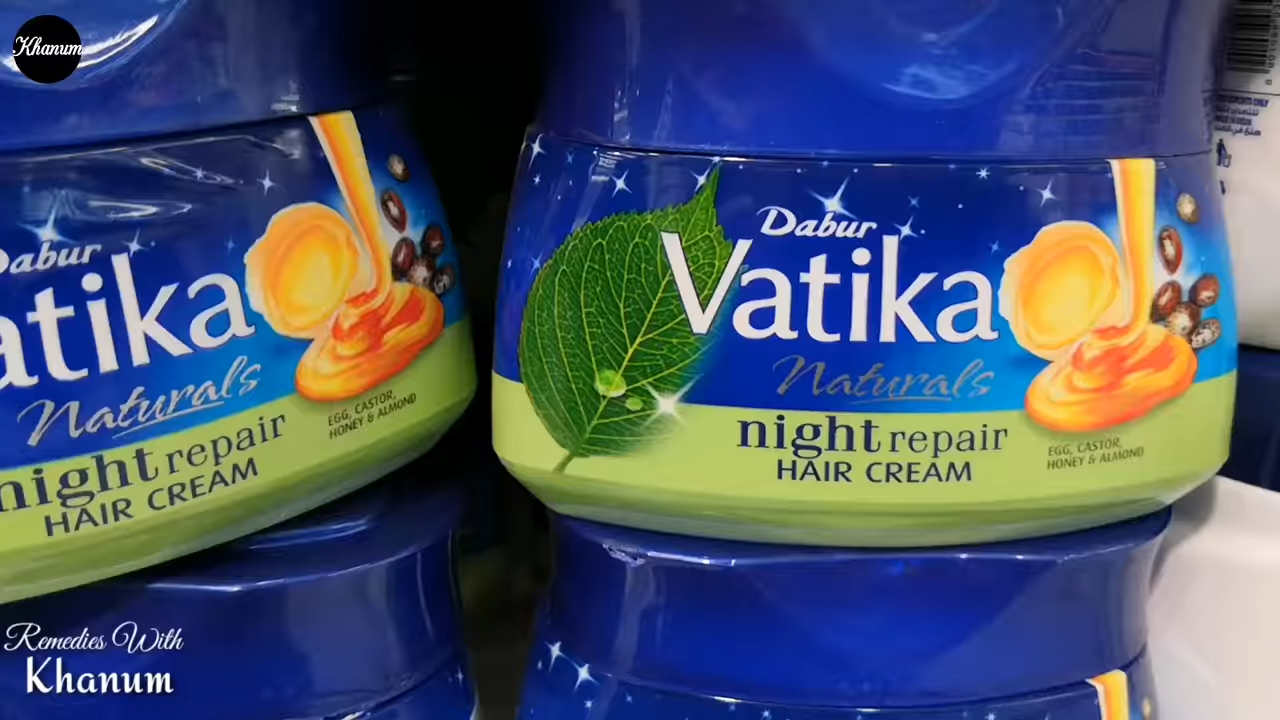 Khanum
Dabur
Vatika
Naturals
night repair
HAIR CREAM
EGG, CASTOR,
HONEY & ALMOND
Dabur
Vatika
Naturals
night repair
HAIR CREAM
EGG, CASTOR,
HONEY & ALMOND
Remedies With
Khanum